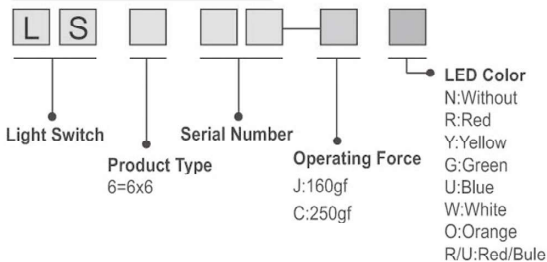 L S
LED Color
N:Without
R:Red
Light Switch
Serial Number
Y:Yellow
Product Type
Operating Force
G:Green
6=6x6
J:160gf
U:Blue
C:250gf
W:White
O:Orange
R/U:Red/Bule